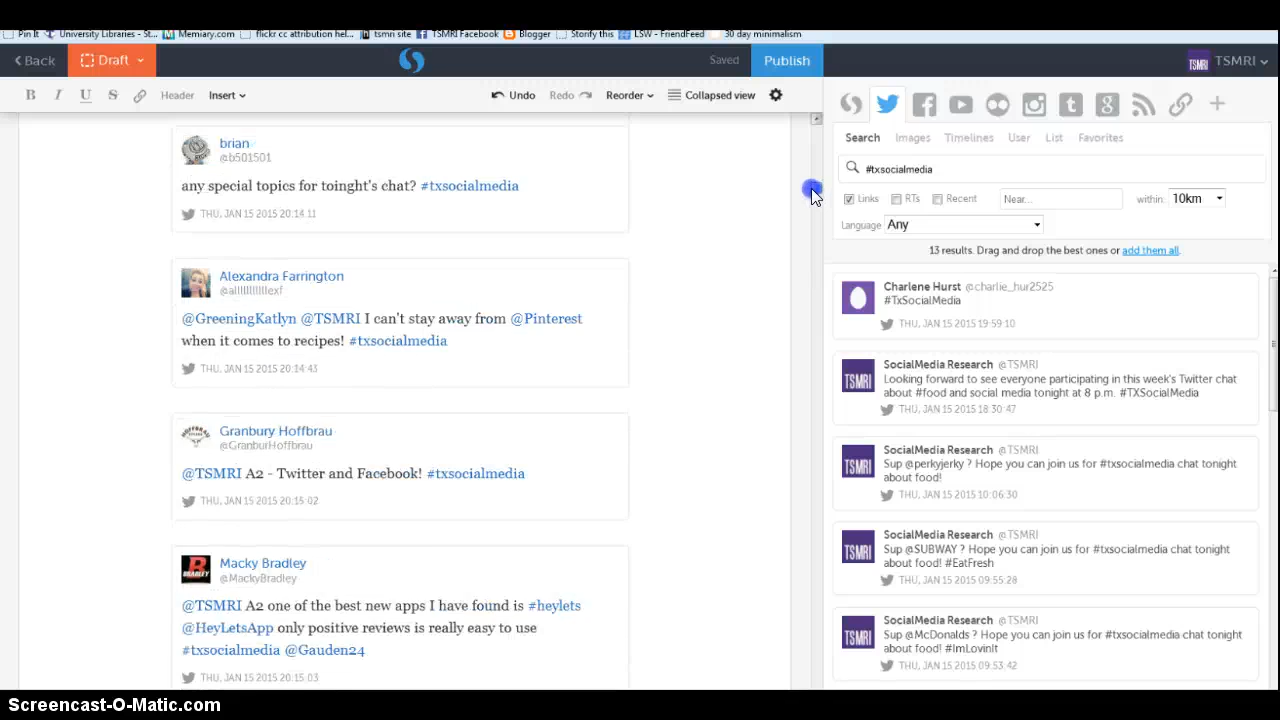 Pin It University Libraries - St... Memiary.com flickr cc attribution hel... tsmri site TSMRI Facebook Blogger Storify this LSW - FriendFeed 30 day minimalism
Back Draft Saved Publish TSMRI
B I U S Header Insert Undo Redo Reorder Collapsed view
brian
@b501501
any special topics for toinght's chat? #txsocialmedia
THU, JAN 15 2015 20:14:11
Alexandra Farrington
THU, JAN 15 2015 20:14:43
@GreeningKatlyn @TSMRI I can't stay away from @Pinterest
when it comes to recipes! #txsocialmedia
Granbury Hoffbrau
@GranburHoffbrau
@TSMRI A2 - Twitter and Facebook! #txsocialmedia
THU, JAN 15 2015 20:15:02
Macky Bradley
@MackyBradley
@TSMRI A2 one of the best new apps I have found is #heylets
@HeyLetsApp only positive reviews is really easy to use
#txsocialmedia @Gauden24
THU, JAN 15 2015 20:15:03
Search Images Timelines User List Favorites
#txsocialmedia
Links RTs Recent Near... within: 10km
Language Any
13 results. Drag and drop the best ones or add them all.
Charlene Hurst @charlie_hur2525
#TxSocialMedia
THU, JAN 15 2015 19:59:10
SocialMedia Research @TSMRI
Looking forward to see everyone participating in this week's Twitter chat
about #food and social media tonight at 8 p.m. #TXSocialMedia
THU, JAN 15 2015 18:30:47
SocialMedia Research @TSMRI
Sup @perkyjerky ? Hope you can join us for #txsocialmedia chat tonight
about food!
THU, JAN 15 2015 10:06:30
SocialMedia Research @TSMRI
Sup @SUBWAY ? Hope you can join us for #txsocialmedia chat tonight
about food! #EatFresh
THU, JAN 15 2015 09:55:28
SocialMedia Research @TSMRI
Sup @McDonalds ? Hope you can join us for #txsocialmedia chat tonight
about food! #ImLovinIt
THU, JAN 15 2015 09:53:42
Screencast-O-Matic.com